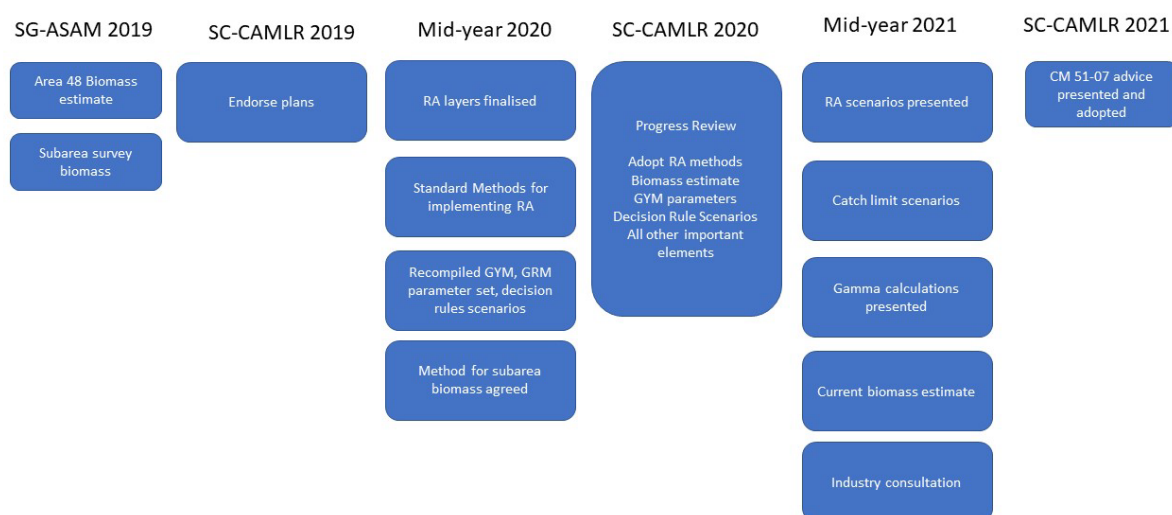 SG-ASAM 2019
Area 48 Biomass
estimate
Subarea survey
biomass
SC-CAMLR 2019
Endorse plans
Mid-year 2020
RA layers finalised
Standard Methods for
implementing RA
Recompiled GYM, GRM
parameter set, decision
rules scenarios
Method for subarea
biomass agreed
SC-CAMLR 2020
Progress Review
Adopt RA methods
Biomass estimate
GYM parameters
Decision Rule Scenarios
All other important
elements
Mid-year 2021
RA scenarios presented
Catch limit scenarios
Gamma calculations
presented
Current biomass estimate
Industry consultation
SC-CAMLR 2021
CM 51-07 advice
presented and
adopted